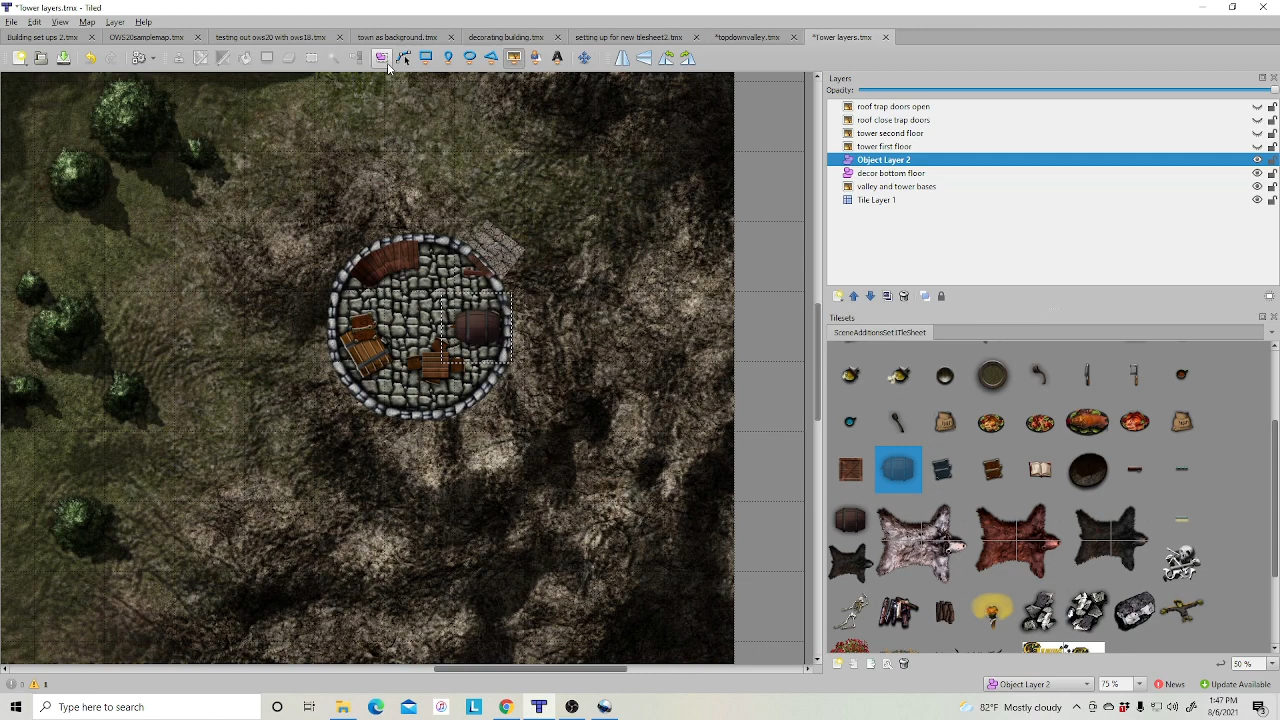 *Tower layers.tmx - Tiled
File Edit View Map Layer Help
Building set ups 2.tmx OWS20samplemap.tmx testing out ows20 with ows18.tmx town as background.tmx decorating building.tmx setting up for new tilesheet2.tmx *topdownvalley.tmx *Tower layers.tmx
Layers
Opacity:
roof trap doors open
roof close trap doors
tower second floor
tower first floor
Object Layer 2
decor bottom floor
valley and tower bases
Tile Layer 1
Tilesets
SceneAdditionsSet1TileSheet
50 %
0 1 Object Layer 2 75 % News Update Available
Type here to search
82°F Mostly cloudy
1:47 PM
8/6/2021